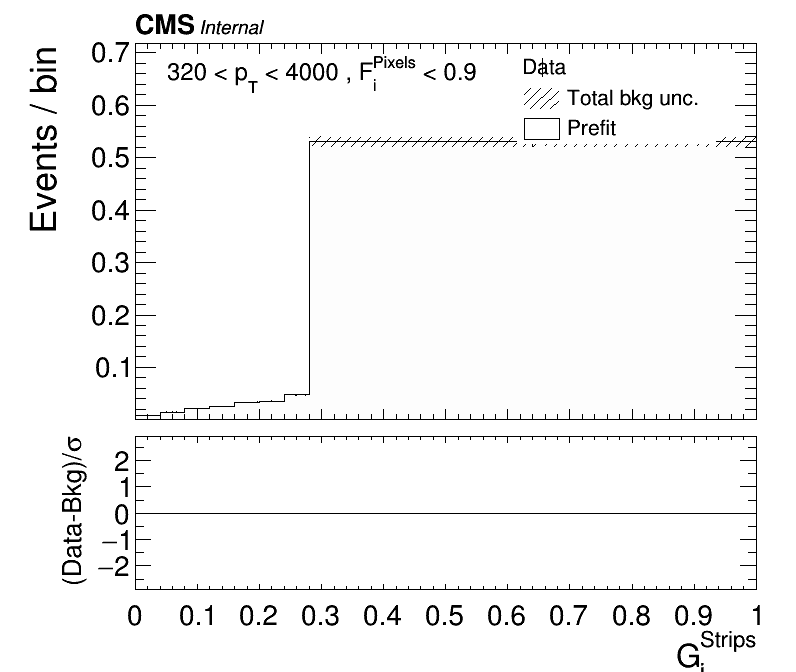 CMS Internal
Events / bin
0.7
0.6
0.5
0.4
0.3
0.2
0.1
320 < p_T < 4000 , F_i^Pixels < 0.9
Data
Total bkg unc.
Prefit
(Data-Bkg)/σ
2
1
0
−1
−2
0 0.1 0.2 0.3 0.4 0.5 0.6 0.7 0.8 0.9 1
G_i^Strips